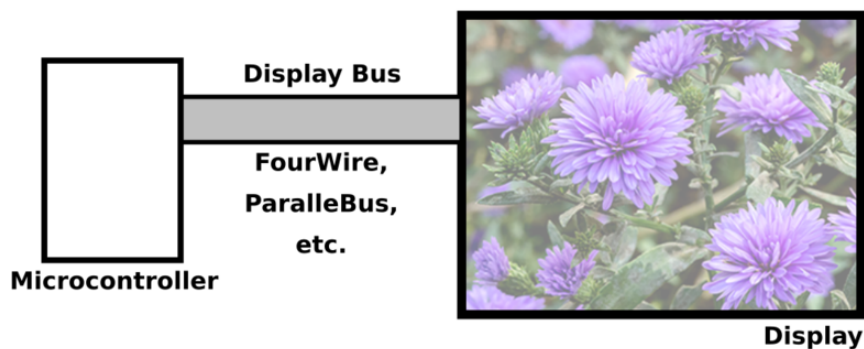 Display Bus
FourWire,
ParalleBus,
etc.
Microcontroller
Display